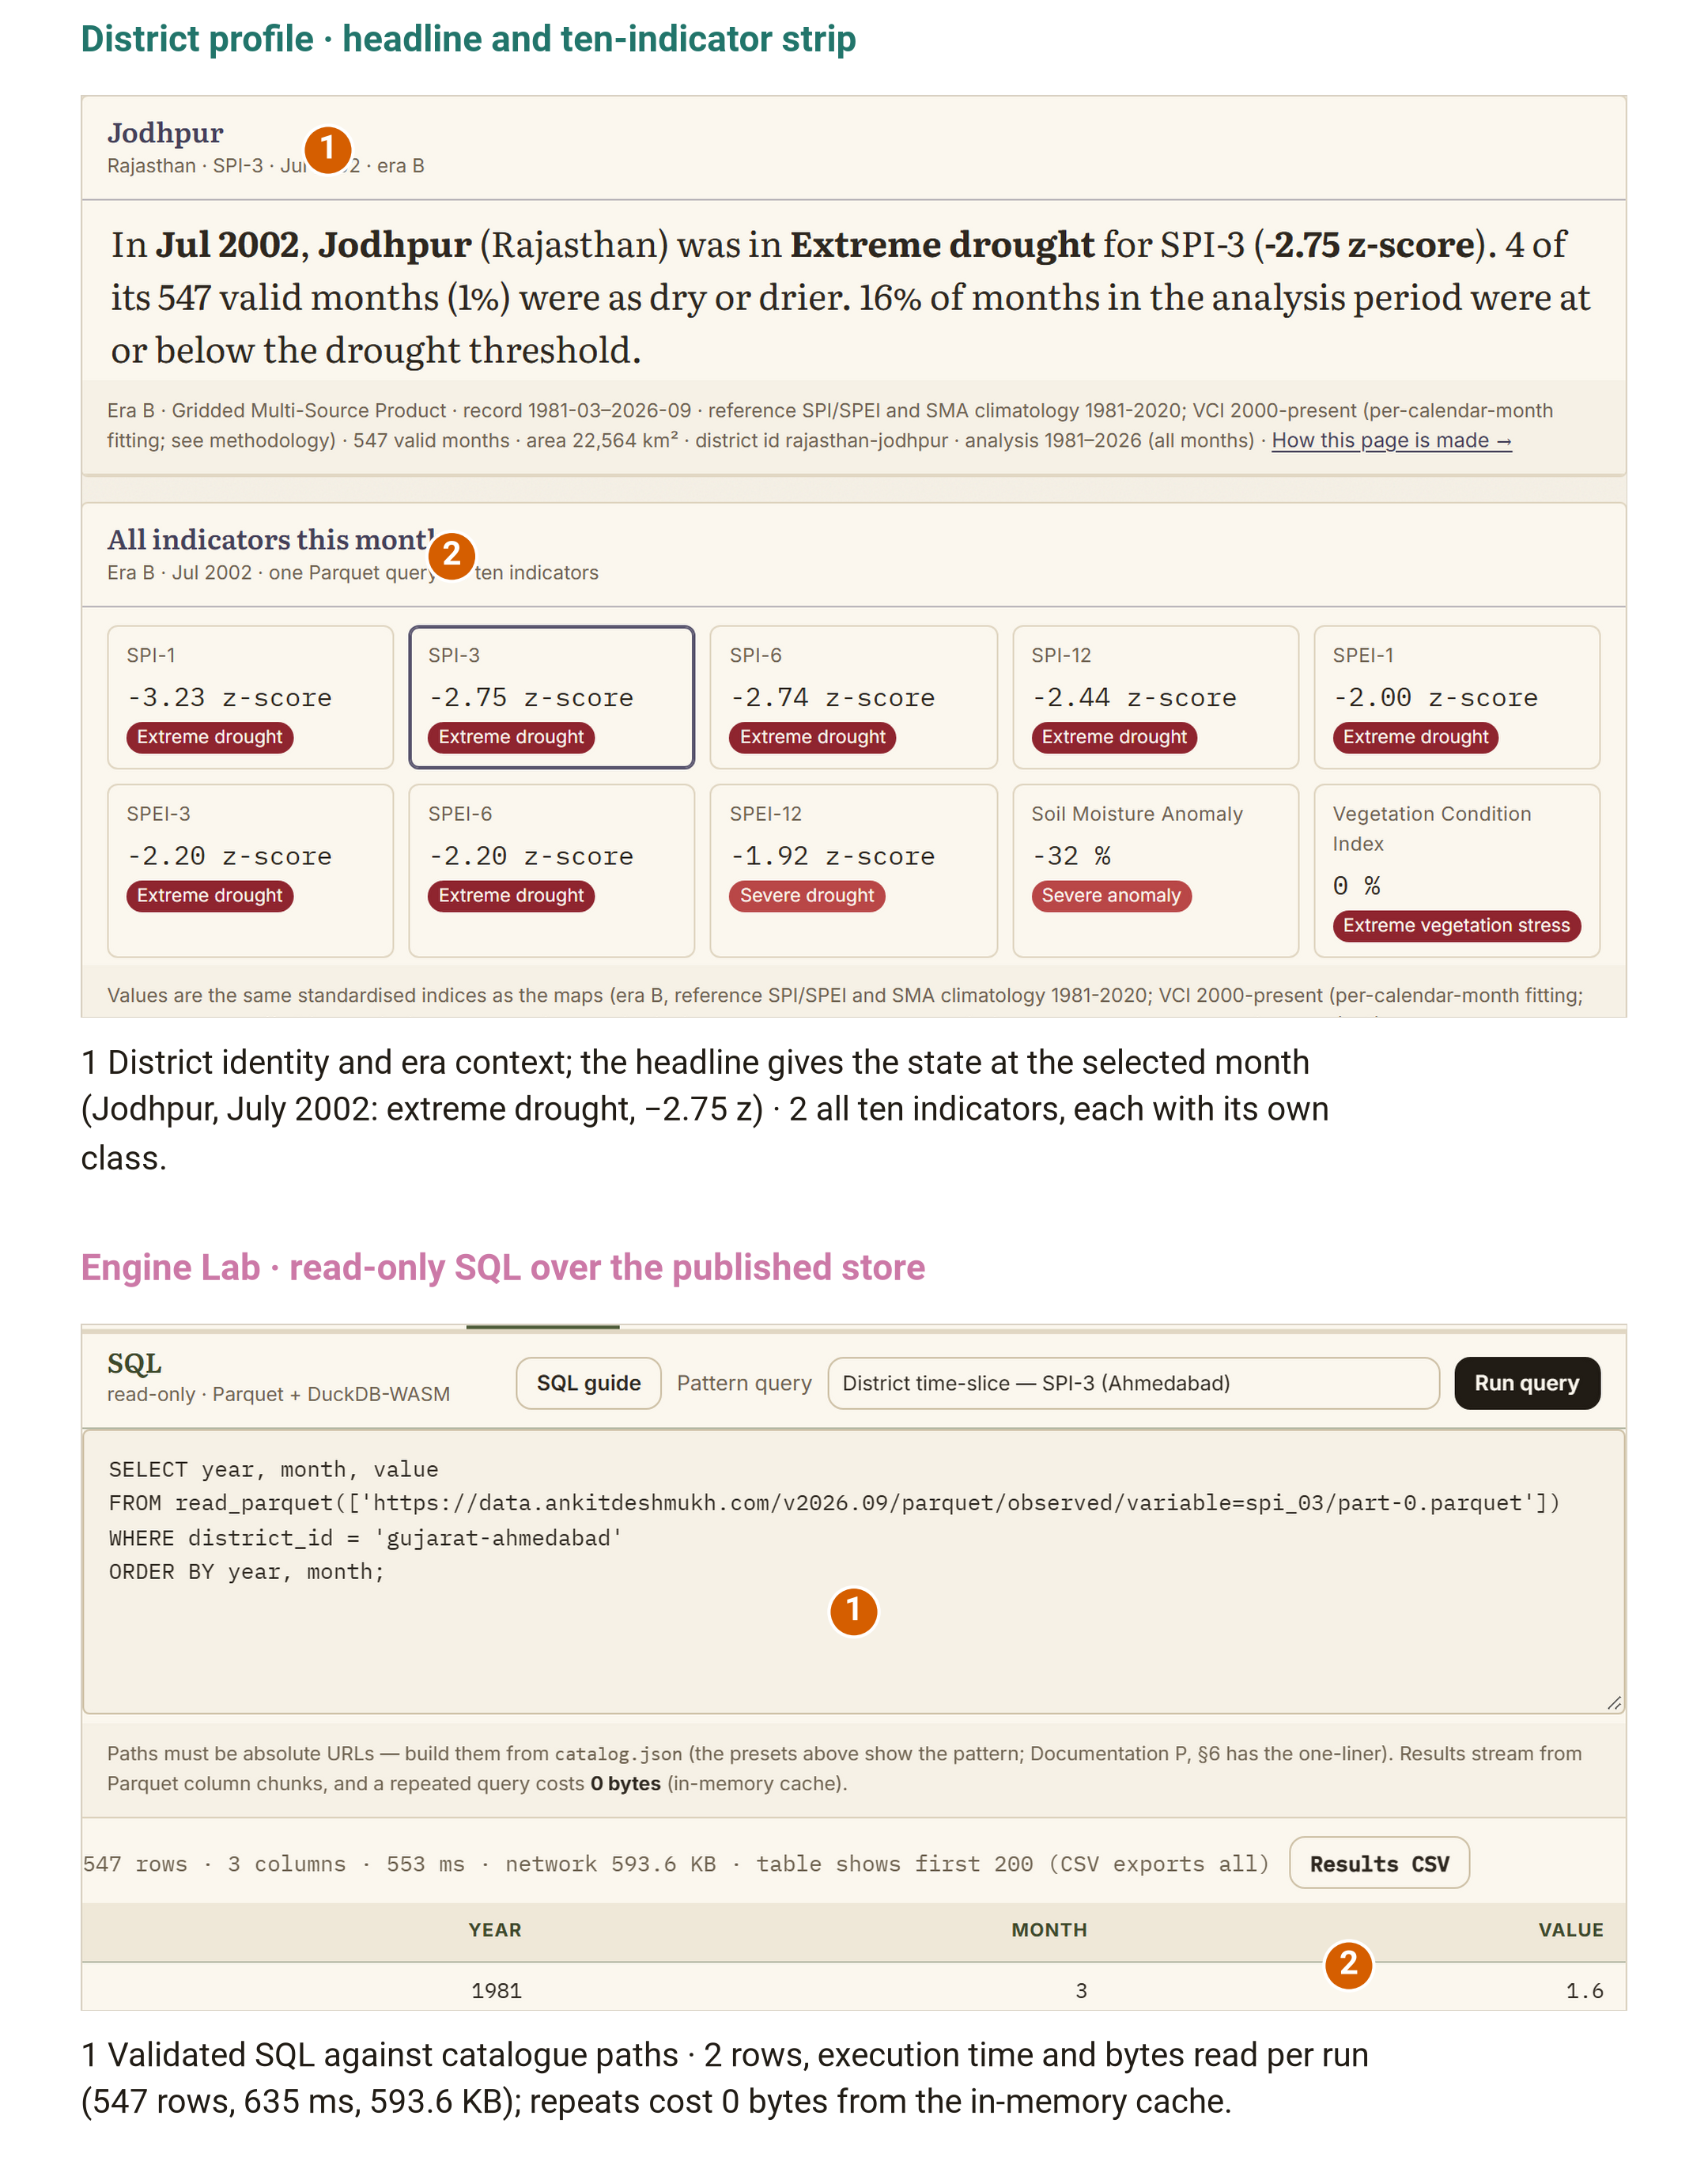 District profile · headline and ten-indicator strip
Jodhpur
1
Rajasthan · SPI-3 · 2 · era B
In Jul 2002, Jodhpur (Rajasthan) was in Extreme drought for SPI-3 (-2.75 z-score). 4 of
its 547 valid months (1%) were as dry or drier. 16% of months in the analysis period were at
or below the drought threshold.
Era B · Gridded Multi-Source Product · record 1981-03–2026-09 · reference SPI/SPEI and SMA climatology 1981-2020; VCI 2000-present (per-calendar-month
fitting; see methodology) · 547 valid months · area 22,564 km² · district id rajasthan-jodhpur · analysis 1981–2026 (all months) · How this page is made →
All indicators this month
2
Era B · Jul 2002 · one Parquet query ten indicators
SPI-1
-3.23 z-score
Extreme drought
SPI-3
-2.75 z-score
Extreme drought
SPI-6
-2.74 z-score
Extreme drought
SPI-12
-2.44 z-score
Extreme drought
SPEI-1
-2.00 z-score
Extreme drought
SPEI-3
-2.20 z-score
Extreme drought
SPEI-6
-2.20 z-score
Extreme drought
SPEI-12
-1.92 z-score
Severe drought
Soil Moisture Anomaly
-32 %
Severe anomaly
Vegetation Condition
Index
0 %
Extreme vegetation stress
Values are the same standardised indices as the maps (era B, reference SPI/SPEI and SMA climatology 1981-2020; VCI 2000-present (per-calendar-month fitting;
1 District identity and era context; the headline gives the state at the selected month
(Jodhpur, July 2002: extreme drought, −2.75 z) · 2 all ten indicators, each with its own
class.
Engine Lab · read-only SQL over the published store
SQL
read-only · Parquet + DuckDB-WASM
SQL guide
Pattern query
District time-slice — SPI-3 (Ahmedabad)
Run query
SELECT year, month, value
FROM read_parquet(['https://data.ankitdeshmukh.com/v2026.09/parquet/observed/variable=spi_03/part-0.parquet'])
WHERE district_id = 'gujarat-ahmedabad'
ORDER BY year, month;
1
Paths must be absolute URLs — build them from catalog.json (the presets above show the pattern; Documentation P, §6 has the one-liner). Results stream from
Parquet column chunks, and a repeated query costs 0 bytes (in-memory cache).
547 rows · 3 columns · 553 ms · network 593.6 KB · table shows first 200 (CSV exports all)
Results CSV
YEAR MONTH VALUE
2
1981 3 1.6
1 Validated SQL against catalogue paths · 2 rows, execution time and bytes read per run
(547 rows, 635 ms, 593.6 KB); repeats cost 0 bytes from the in-memory cache.